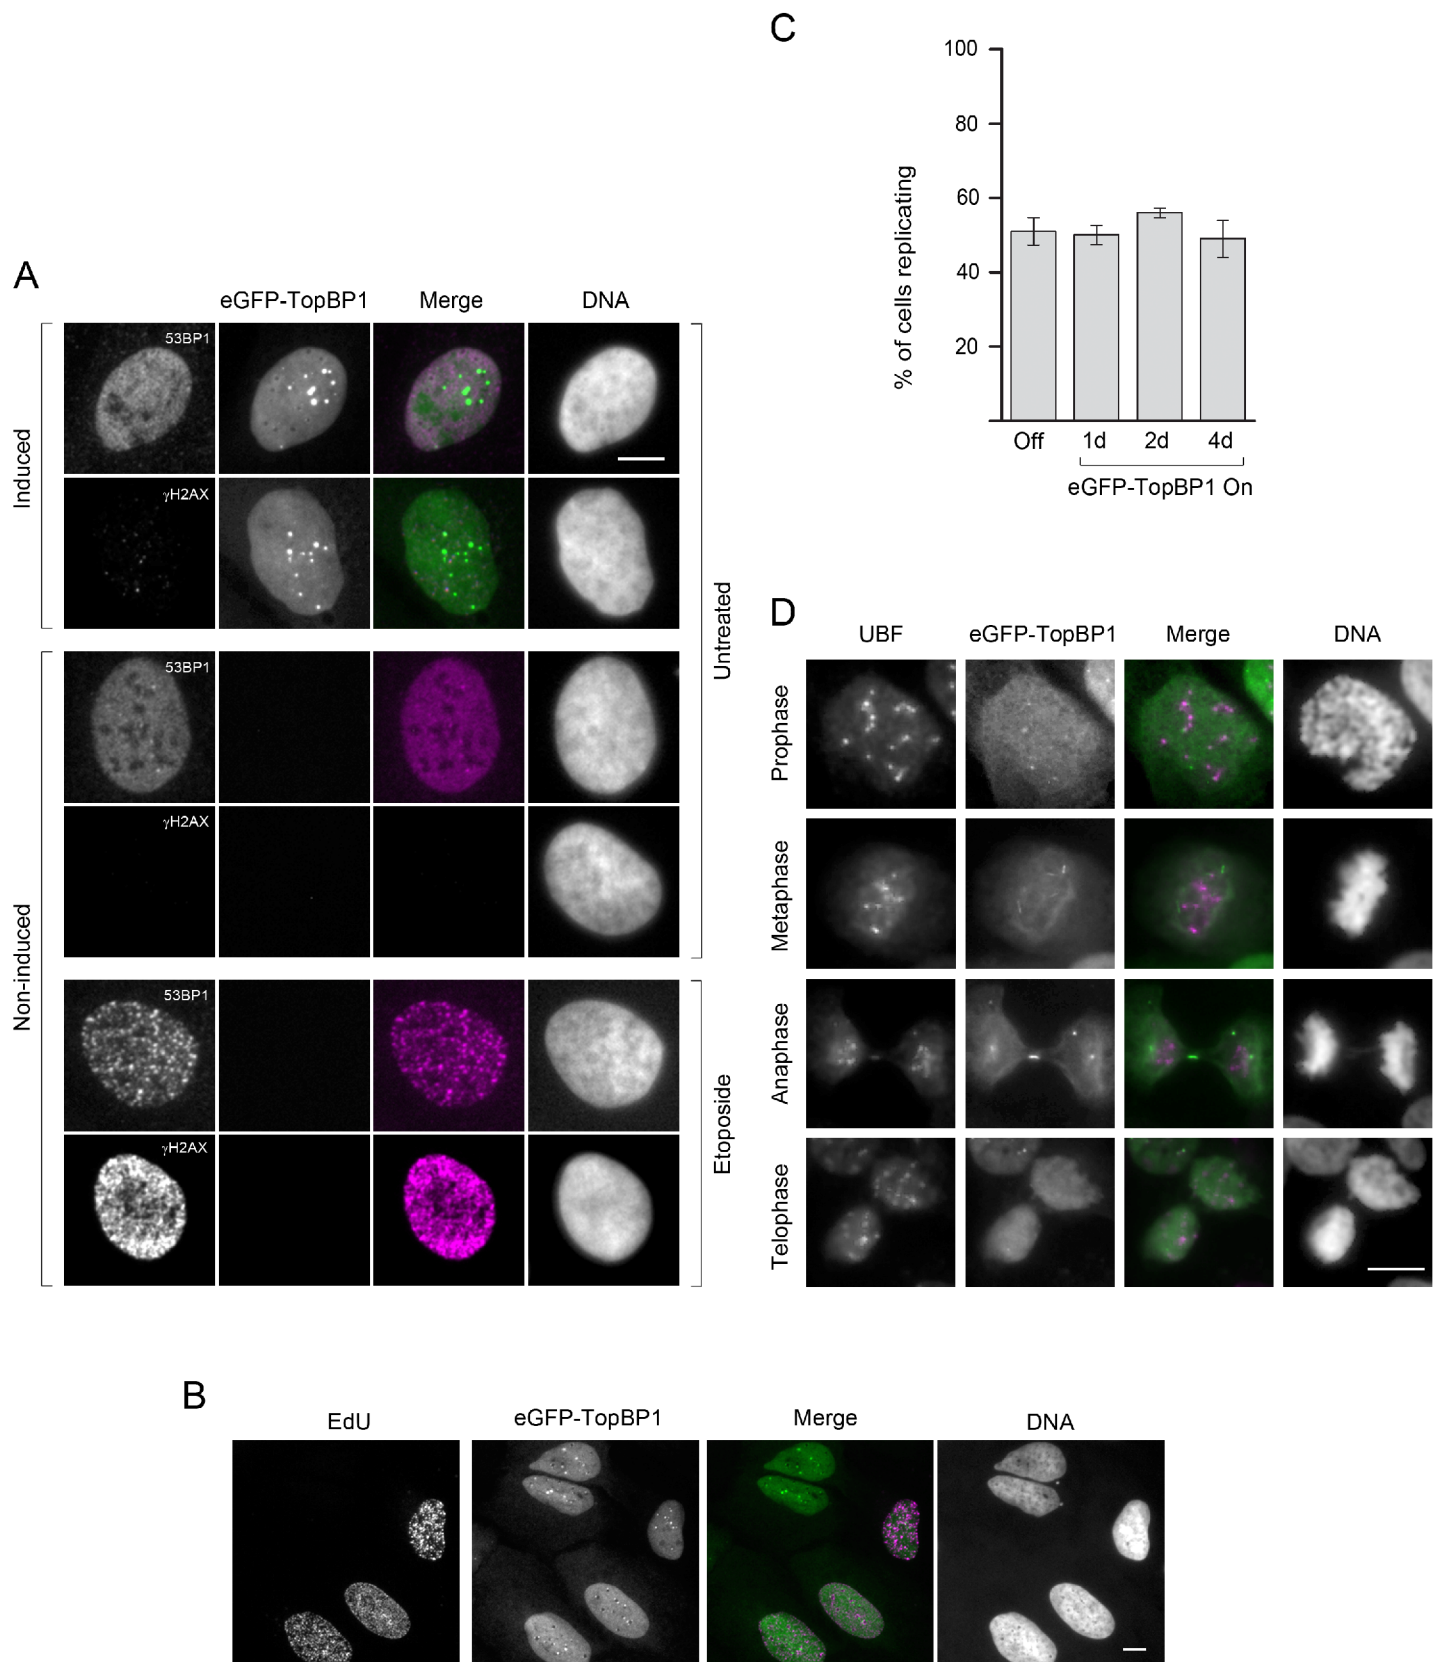 C
100
80
60
40
20
% of cells replicating
Off
1d
2d
4d
eGFP-TopBP1 On
A
eGFP-TopBP1
Merge
DNA
Induced
Non-induced
53BP1
γH2AX
53BP1
γH2AX
53BP1
γH2AX
Untreated
Etoposide
D
UBF
eGFP-TopBP1
Merge
DNA
Prophase
Metaphase
Anaphase
Telophase
B
EdU
eGFP-TopBP1
Merge
DNA